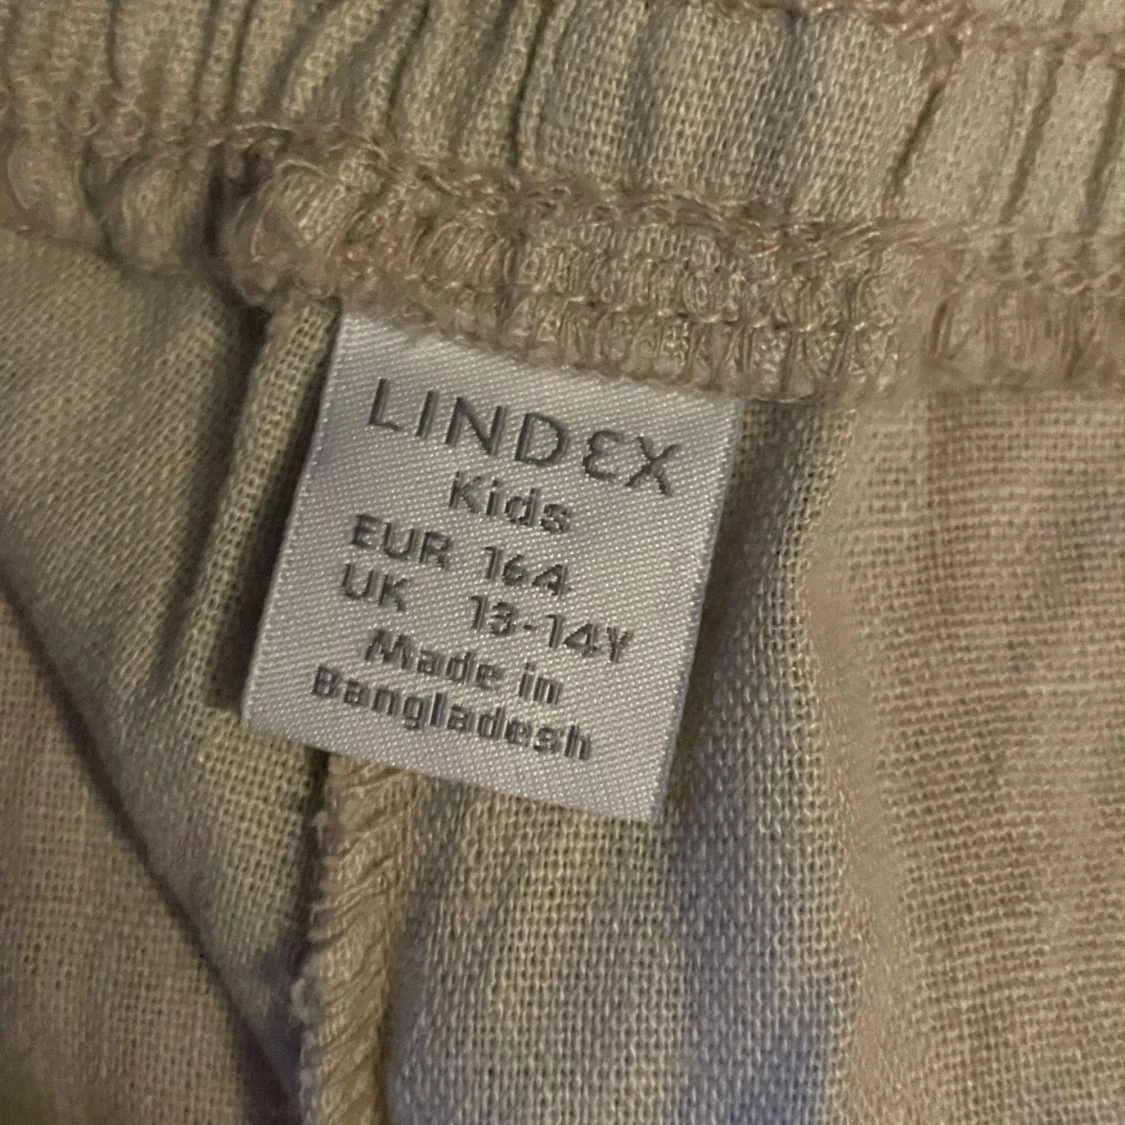 LINDEX
Kids
EUR 164
UK 13-14Y
Made in
Bangladesh